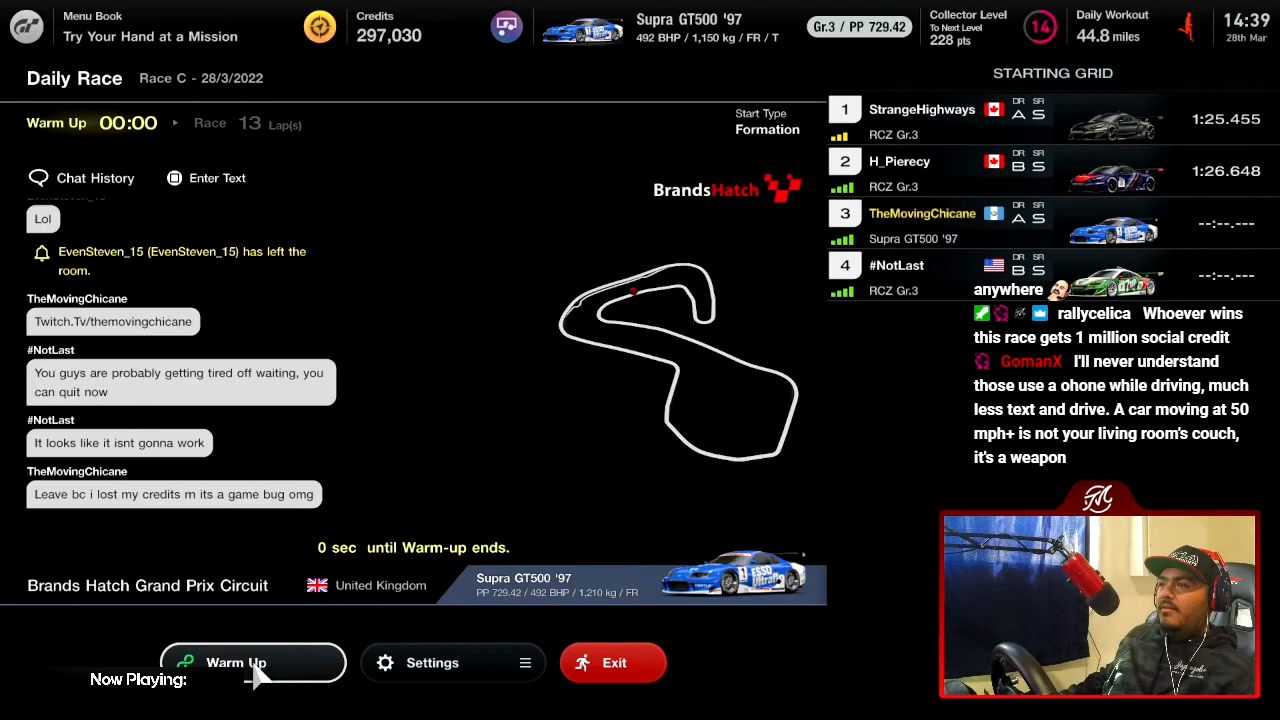 Menu Book
Try Your Hand at a Mission
Credits
297,030
Supra GT500 '97
492 BHP / 1,150 kg / FR / T
Gr.3 / PP 729.42
Collector Level
To Next Level
228 pts
14
Daily Workout
44.8 miles
14:39
28th Mar
Daily Race
Race C - 28/3/2022
Warm Up 00:00
Race 13 Lap(s)
Start Type
Formation
Chat History
Enter Text
EvenSteven_15
Lol
EvenSteven_15 (EvenSteven_15) has left the
room.
TheMovingChicane
Twitch.Tv/themovingchicane
#NotLast
You guys are probably getting tired off waiting, you
can quit now
#NotLast
It looks like it isnt gonna work
TheMovingChicane
Leave bc i lost my credits rn its a game bug omg
BrandsHatch
0 sec until Warm-up ends.
Brands Hatch Grand Prix Circuit
United Kingdom
Supra GT500 '97
PP 729.42 / 492 BHP / 1,210 kg / FR
Warm Up
Settings
Exit
Now Playing:
STARTING GRID
1 StrangeHighways DR A SR S 1:25.455
RCZ Gr.3
2 H_Pierecy DR B SR S 1:26.648
RCZ Gr.3
3 TheMovingChicane DR A SR S --:--.---
Supra GT500 '97
4 #NotLast DR B SR S --:--.---
RCZ Gr.3
anywhere
rallycelica Whoever wins
this race gets 1 million social credit
GomanX I'll never understand
those use a ohone while driving, much
less text and drive. A car moving at 50
mph+ is not your living room's couch,
it's a weapon